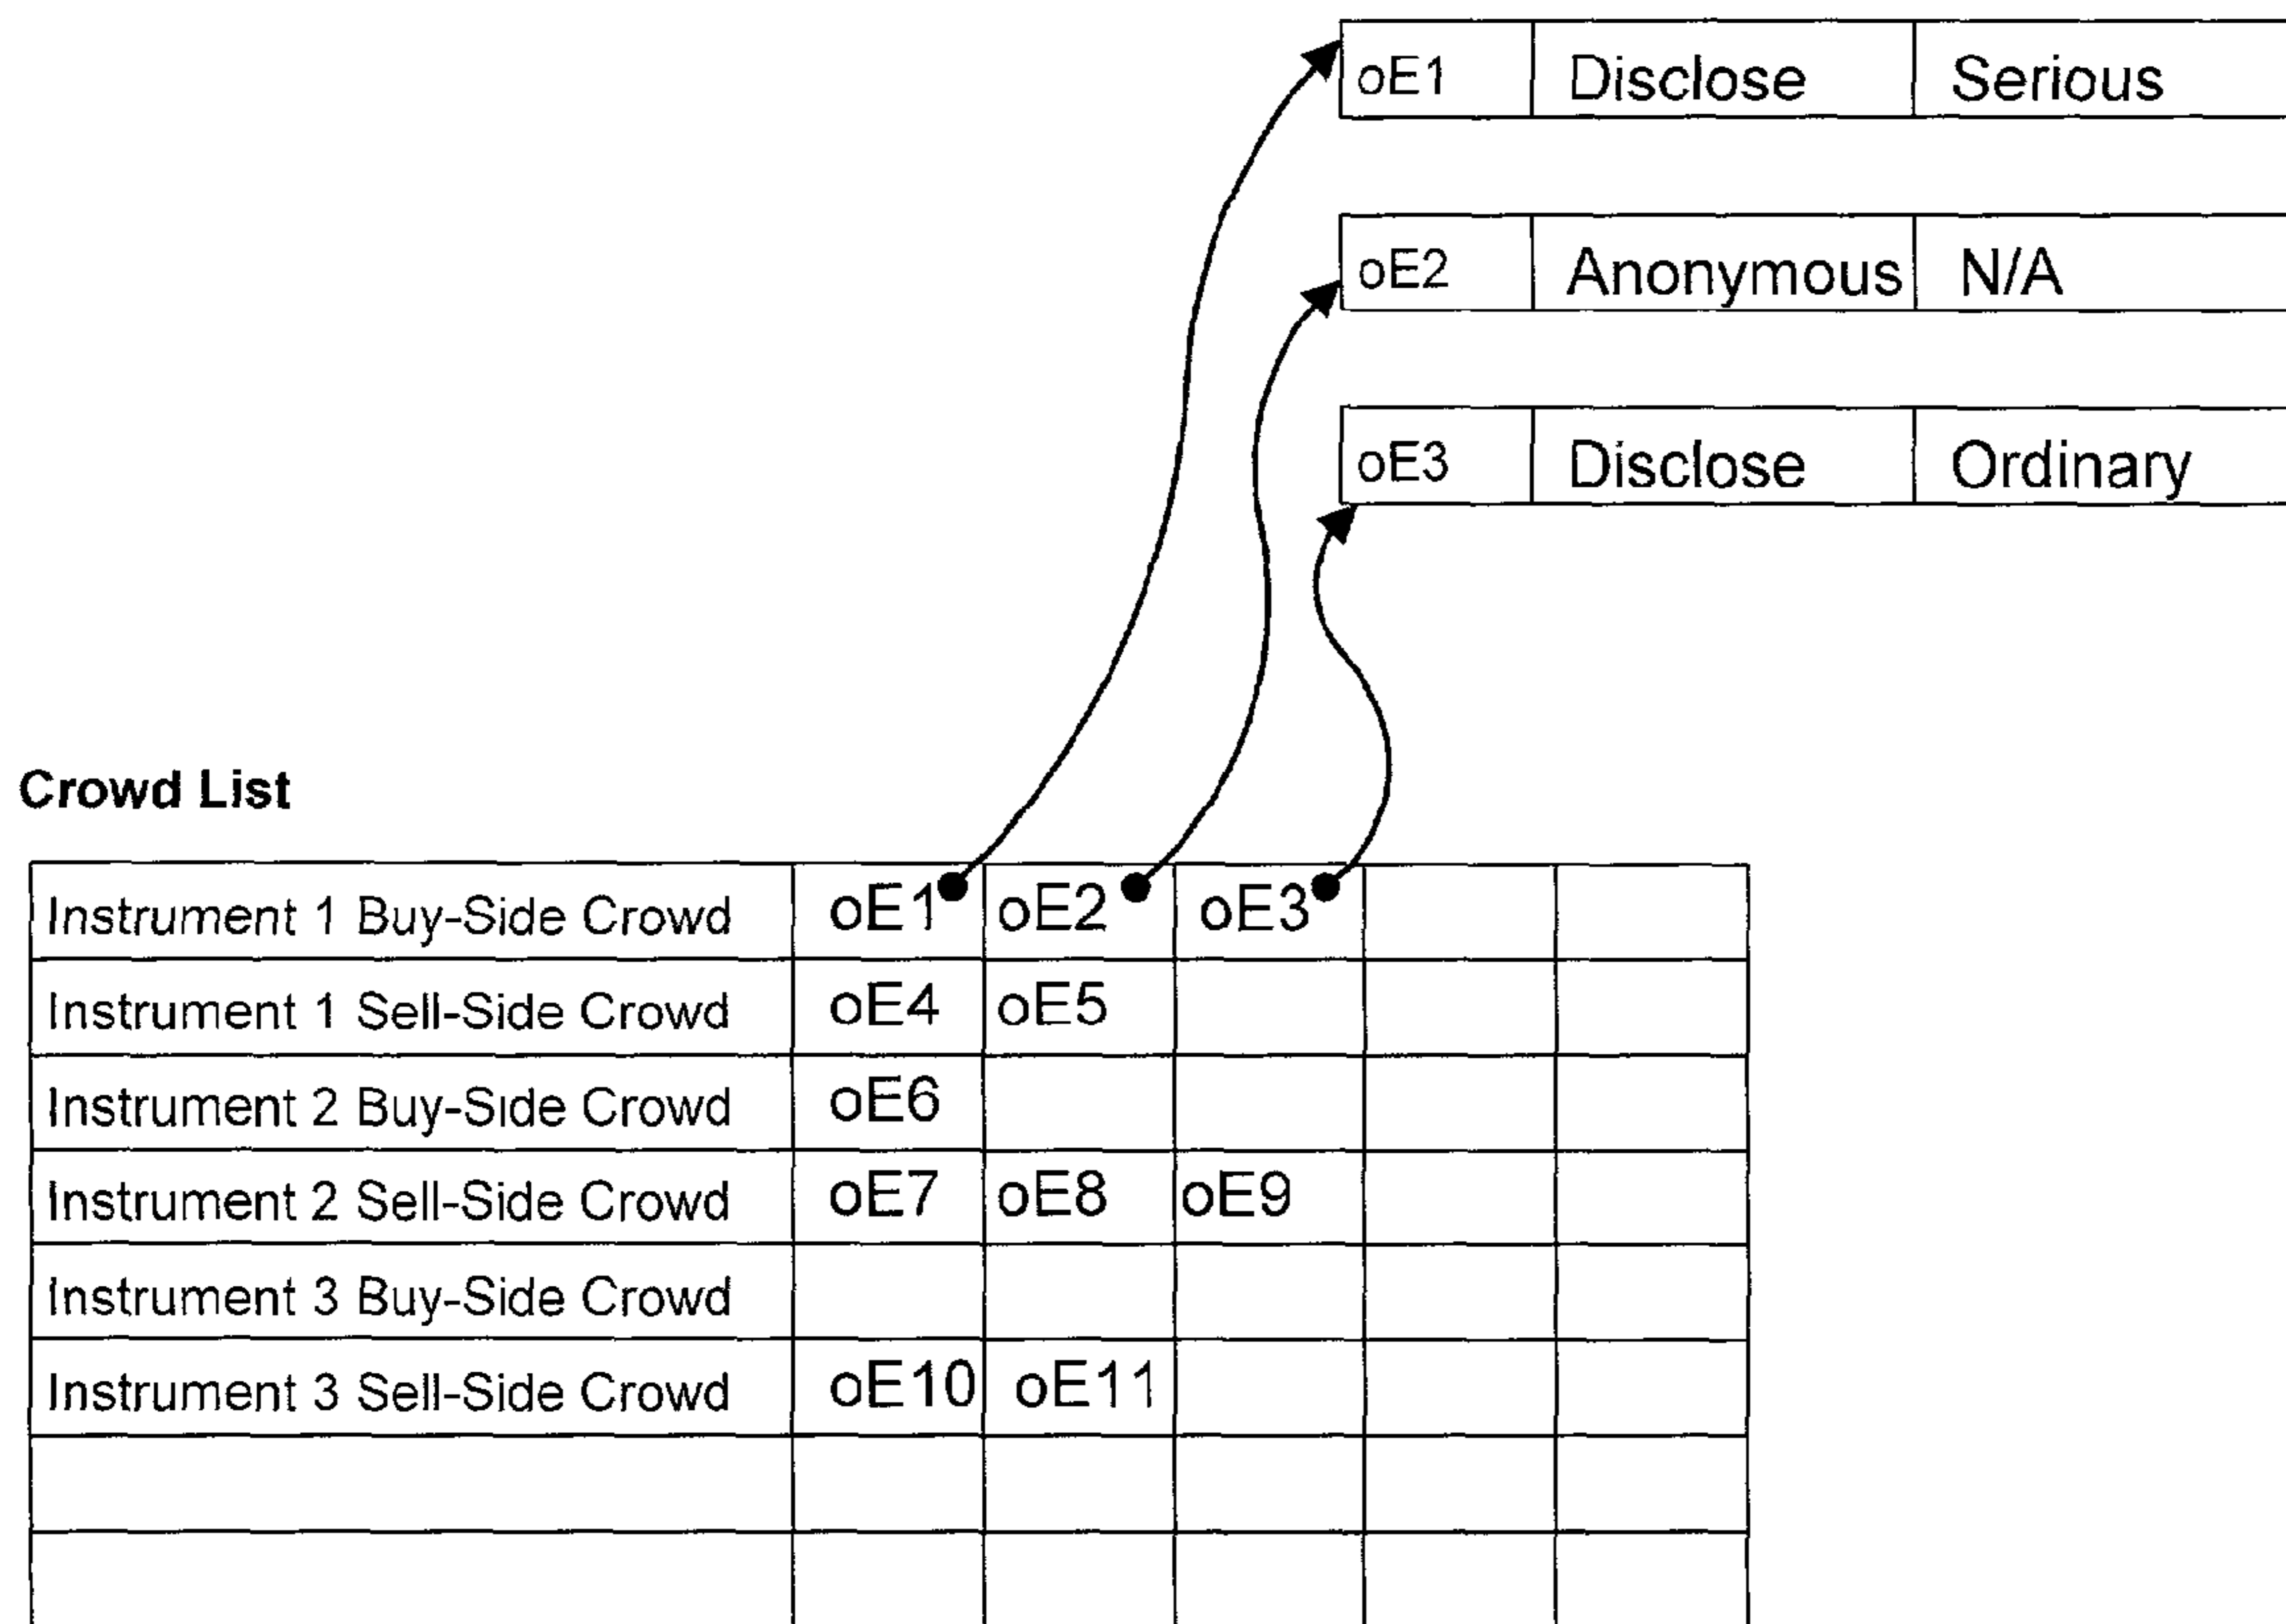 oE1 Disclose Serious
oE2 Anonymous N/A
oE3 Disclose Ordinary
Crowd List
Instrument 1 Buy-Side Crowd oE1 oE2 oE3
Instrument 1 Sell-Side Crowd oE4 oE5
Instrument 2 Buy-Side Crowd oE6
Instrument 2 Sell-Side Crowd oE7 oE8 oE9
Instrument 3 Buy-Side Crowd
Instrument 3 Sell-Side Crowd oE10 oE11